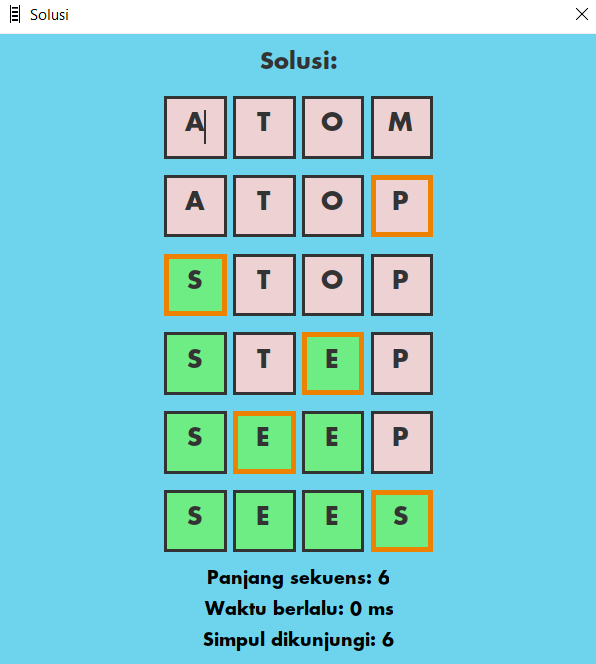 Solusi
Solusi:
A T O M
A T O P
S T O P
S T E P
S E E P
S E E S
Panjang sekuens: 6
Waktu berlalu: 0 ms
Simpul dikunjungi: 6